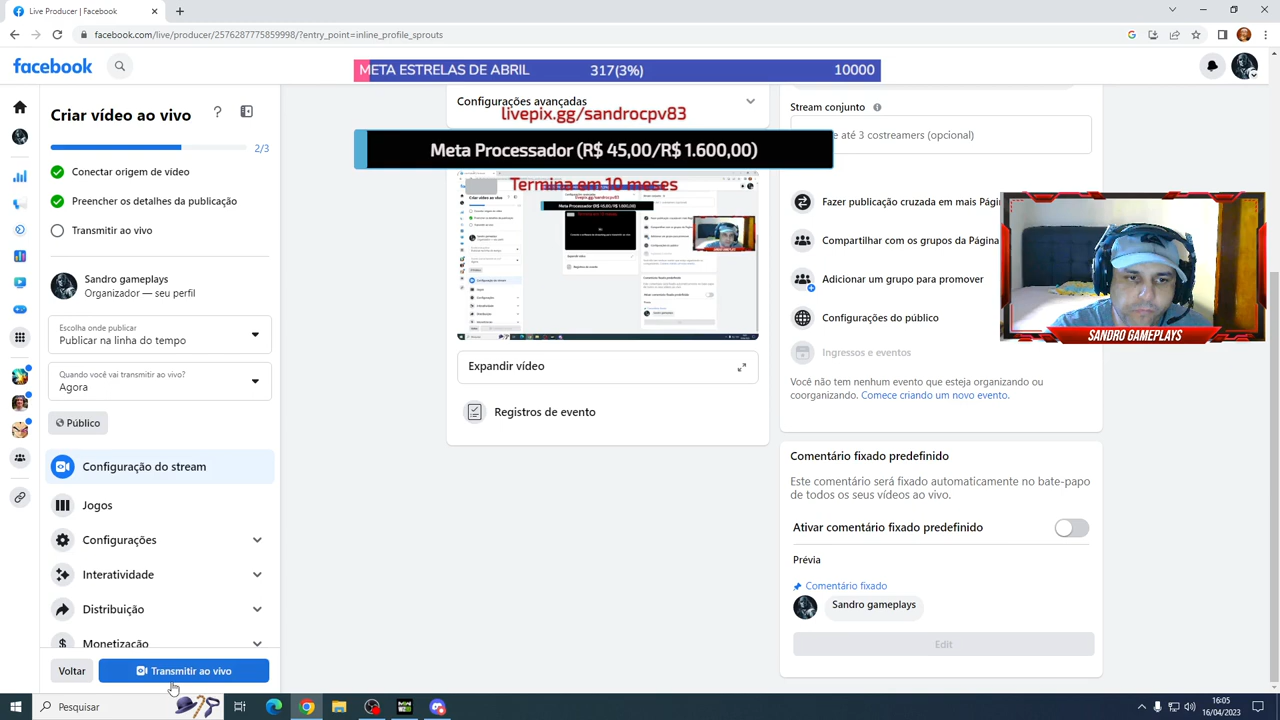 Live Producer | Facebook
facebook.com/live/producer/2576287775859998/?entry_point=inline_profile_sprouts
facebook
META ESTRELAS DE ABRIL
317(3%)
10000
Criar vídeo ao vivo
?
2/3
Conectar origem de vídeo
Preencher os detalhes da publicação
Transmitir ao vivo
Sandro gameplays
Organizador — seu perfil
Escolha onde publicar
Publicar na linha do tempo
Quando você vai transmitir ao vivo?
Agora
Público
Configuração do stream
Jogos
Configurações
Interatividade
Distribuição
Monetização
Voltar
Transmitir ao vivo
Configurações avançadas
livepix.gg/sandrocpv83
Meta Processador (R$ 45,00/R$ 1.600,00)
Termina em 10 meses
Expandir vídeo
Registros de evento
Stream conjunto
até 3 costreamers (opcional)
Fazer publicação cruzada em mais
Compartilhar com
Adicionar um grupo para promover
Configurações do público
Ingressos e eventos
Você não tem nenhum evento que esteja organizando ou
coorganizando. Comece criando um novo evento.
SANDRO GAMEPLAYS
Comentário fixado predefinido
Este comentário será fixado automaticamente no bate-papo
de todos os seus vídeos ao vivo.
Ativar comentário fixado predefinido
Prévia
Comentário fixado
Sandro gameplays
Edit
Pesquisar
16:05
16/04/2023